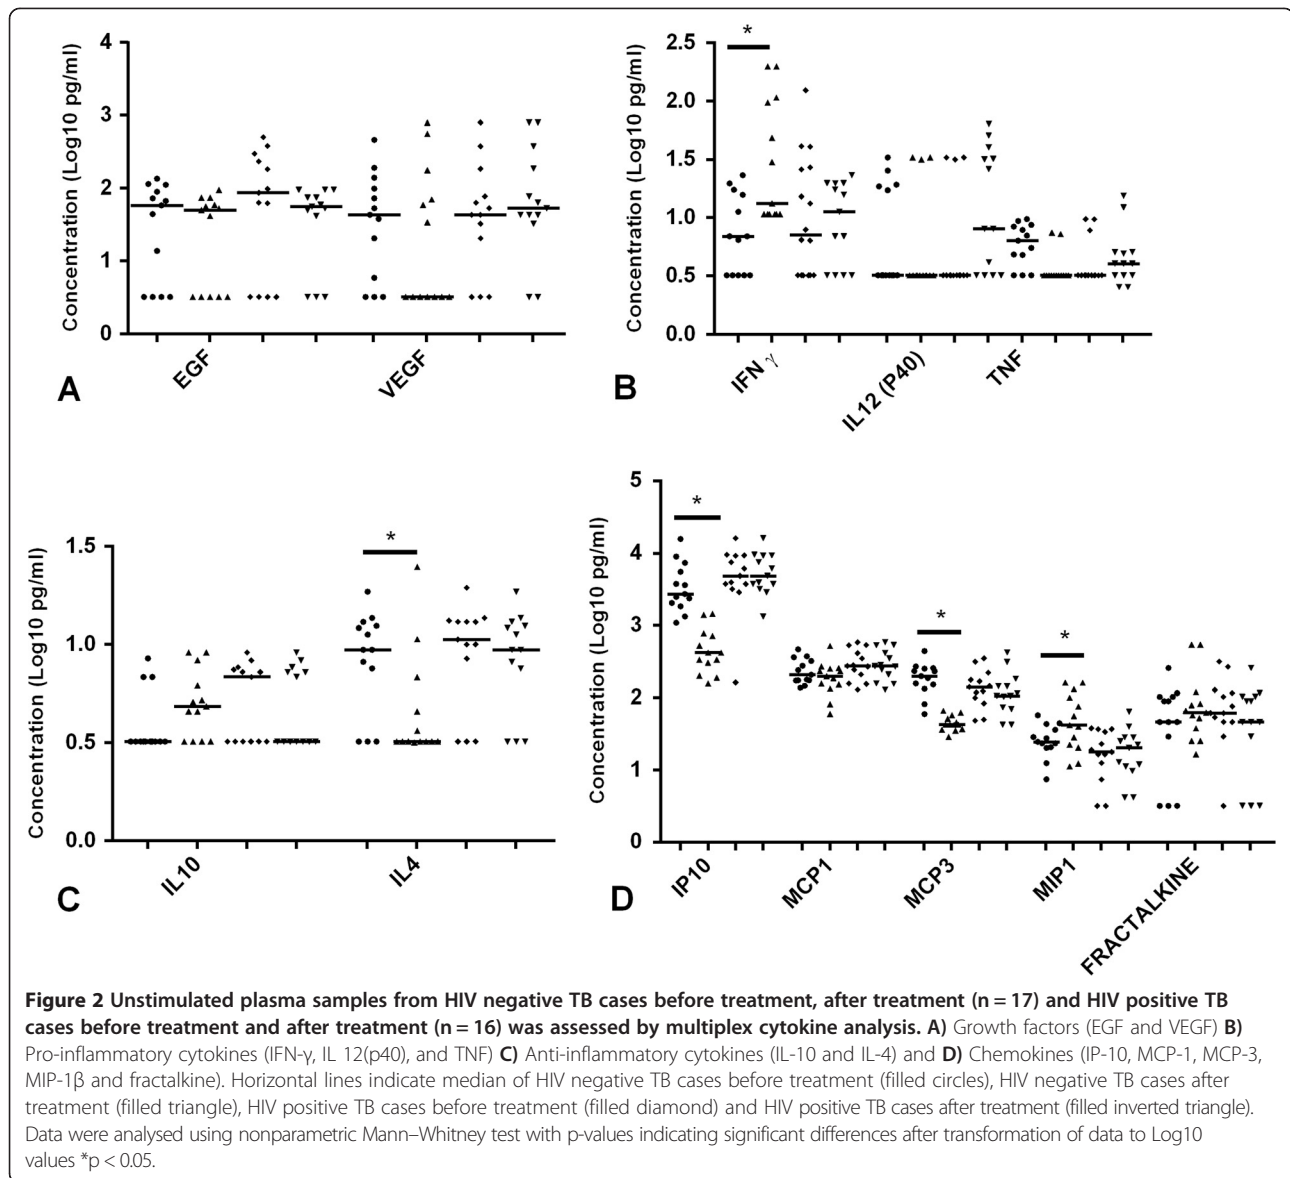 4
3
2
1
0
Concentration (Log10 pg/ml)
EGF
VEGF
A
*
2.5
2.0
1.5
1.0
0.5
0.0
Concentration (Log10 pg/ml)
IFN γ
IL12 (P40)
TNF
B
*
1.5
1.0
0.5
0.0
Concentration (Log10 pg/ml)
IL10
IL4
C
*
*
*
5
4
3
2
1
0
Concentration (Log10 pg/ml)
IP10
MCP1
MCP3
MIP1
FRACTALKINE
D
Figure 2 Unstimulated plasma samples from HIV negative TB cases before treatment, after treatment (n = 17) and HIV positive TB
cases before treatment and after treatment (n = 16) was assessed by multiplex cytokine analysis. A) Growth factors (EGF and VEGF) B)
Pro-inflammatory cytokines (IFN-γ, IL 12(p40), and TNF) C) Anti-inflammatory cytokines (IL-10 and IL-4) and D) Chemokines (IP-10, MCP-1, MCP-3,
MIP-1β and fractalkine). Horizontal lines indicate median of HIV negative TB cases before treatment (filled circles), HIV negative TB cases after
treatment (filled triangle), HIV positive TB cases before treatment (filled diamond) and HIV positive TB cases after treatment (filled inverted triangle).
Data were analysed using nonparametric Mann–Whitney test with p-values indicating significant differences after transformation of data to Log10
values *p < 0.05.